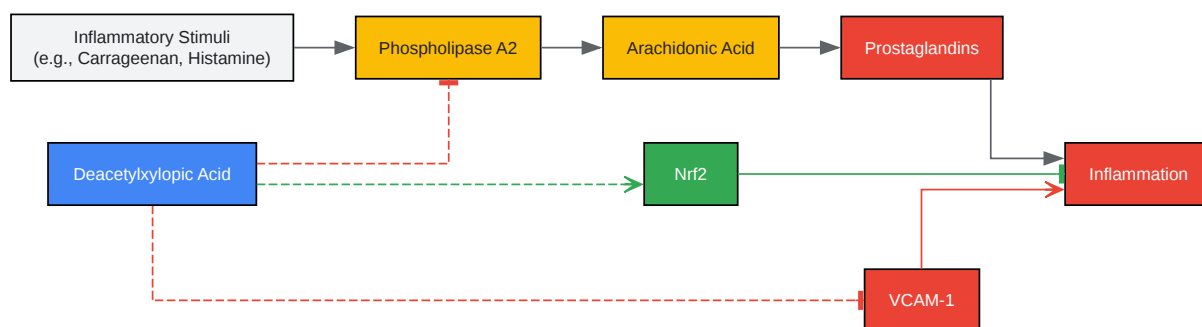 Inflammatory Stimuli
(e.g., Carrageenan, Histamine)
Phospholipase A2
Arachidonic Acid
Prostaglandins
Deacetylxylopic Acid
Nrf2
Inflammation
VCAM-1